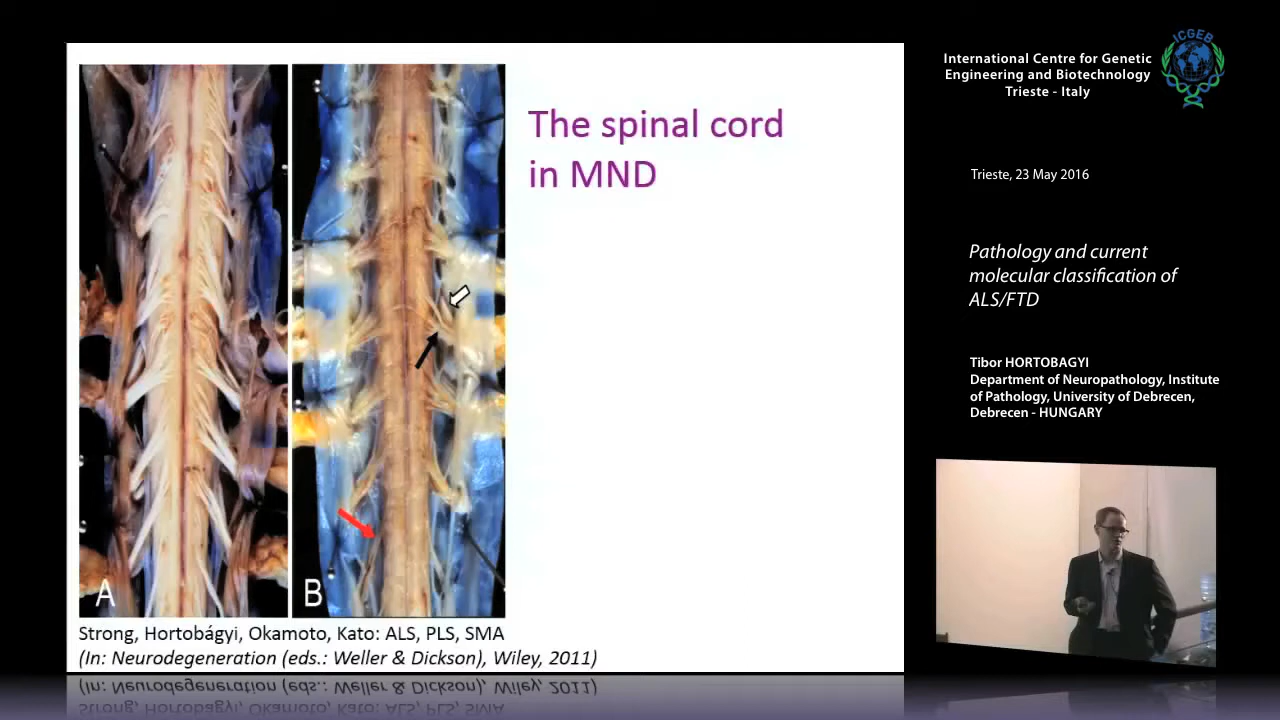 The spinal cord
in MND
A
B
Strong, Hortobágyi, Okamoto, Kato: ALS, PLS, SMA
(In: Neurodegeneration (eds.: Weller & Dickson), Wiley, 2011)
International Centre for Genetic
Engineering and Biotechnology
Trieste - Italy
ICGEB
Trieste, 23 May 2016
Pathology and current
molecular classification of
ALS/FTD
Tibor HORTOBAGYI
Department of Neuropathology, Institute
of Pathology, University of Debrecen,
Debrecen - HUNGARY